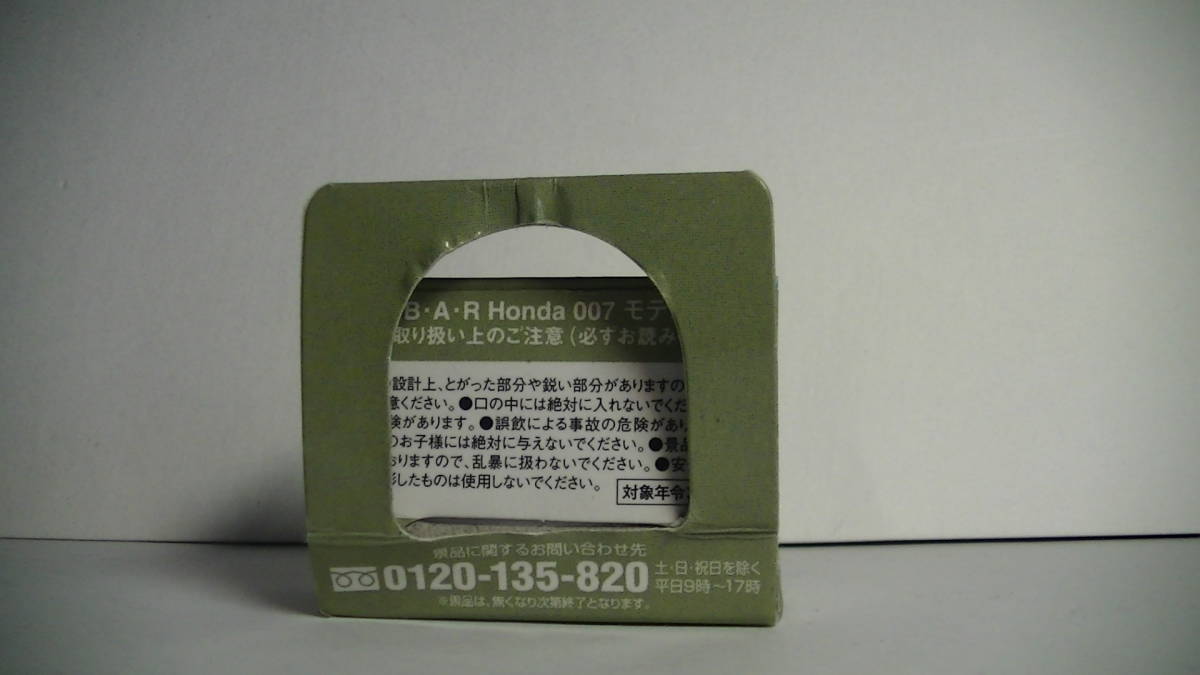 B・A・R Honda 007 モデ
取り扱い上のご注意(必ずお読み
設計上、とがった部分や鋭い部分がありますの
意ください。●口の中には絶対に入れないでくだ
険があります。●誤飲による事故の危険があり
のお子様には絶対に与えないでください。●景品
おりますので、乱暴に扱わないでください。●安
形したものは使用しないでください。
対象年令
景品に関するお問い合わせ先
0120-135-820 土・日・祝日を除く
平日9時〜17時
※景品は、無くなり次第終了となります。